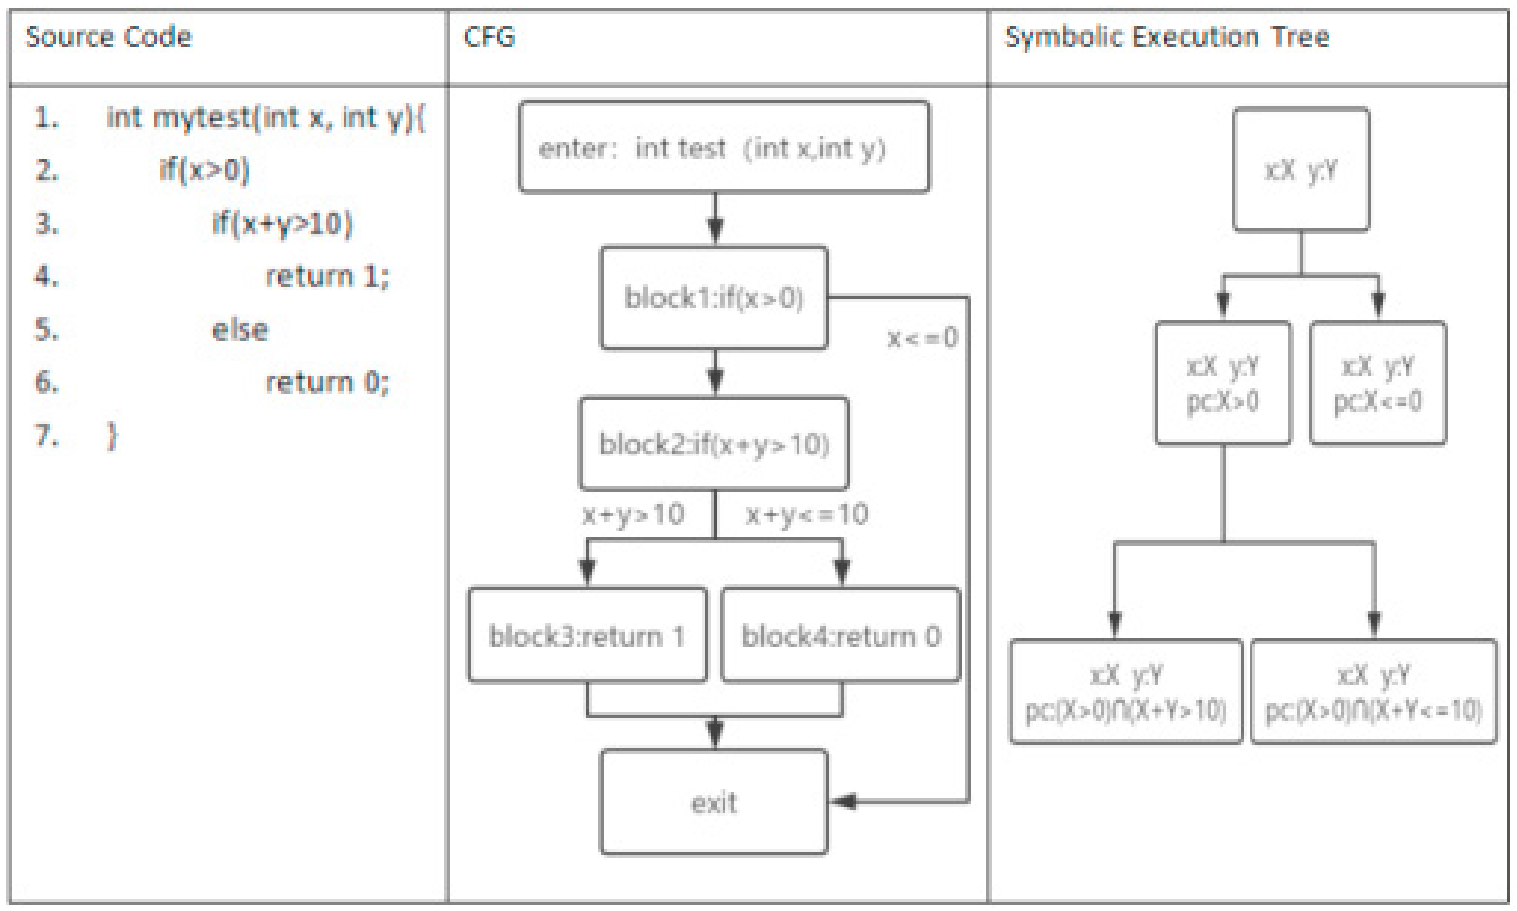 Source Code
1. int mytest(int x, int y){
2. if(x>0)
3. if(x+y>10)
4. return 1;
5. else
6. return 0;
7. }
CFG
enter: int test (int x,int y)
block1:if(x>0)
x<=0
block2:if(x+y>10)
x+y>10
x+y<=10
block3:return 1
block4:return 0
exit
Symbolic Execution Tree
x:X y:Y
x:X y:Y
pc:X>0
x:X y:Y
pc:X<=0
x:X y:Y
pc:(X>0)∩(X+Y>10)
x:X y:Y
pc:(X>0)∩(X+Y<=10)